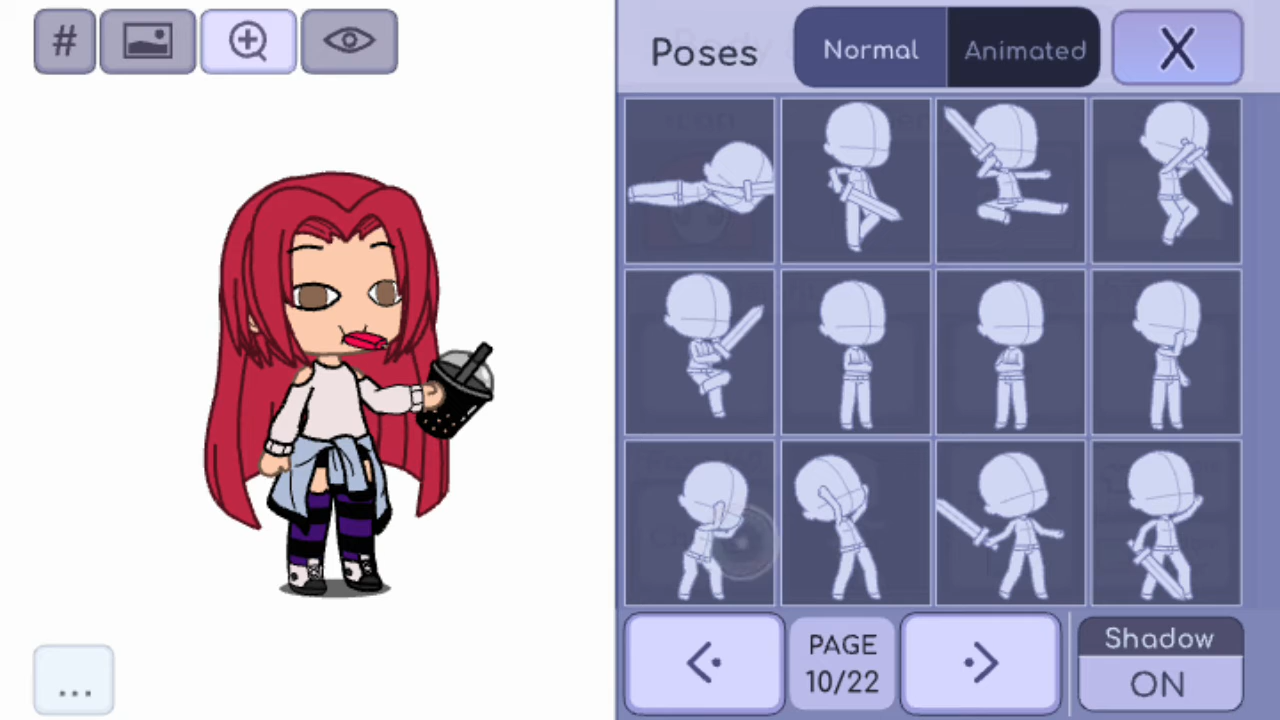 #
Poses
Normal
Animated
X
PAGE
10/22
Shadow
ON
...